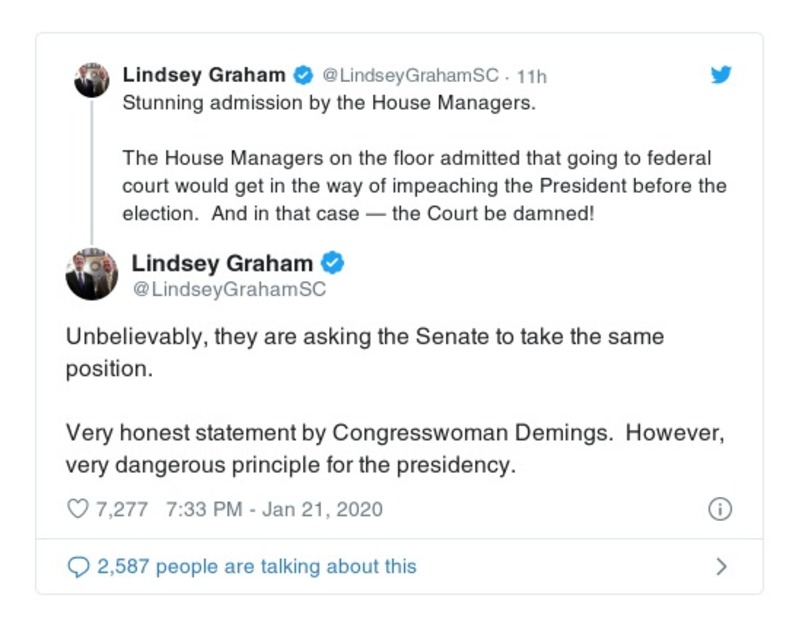 Lindsey Graham @LindseyGrahamSC · 11h
Stunning admission by the House Managers.
The House Managers on the floor admitted that going to federal
court would get in the way of impeaching the President before the
election.  And in that case — the Court be damned!
Lindsey Graham
@LindseyGrahamSC
Unbelievably, they are asking the Senate to take the same
position.
Very honest statement by Congresswoman Demings.  However,
very dangerous principle for the presidency.
7,277   7:33 PM - Jan 21, 2020
2,587 people are talking about this